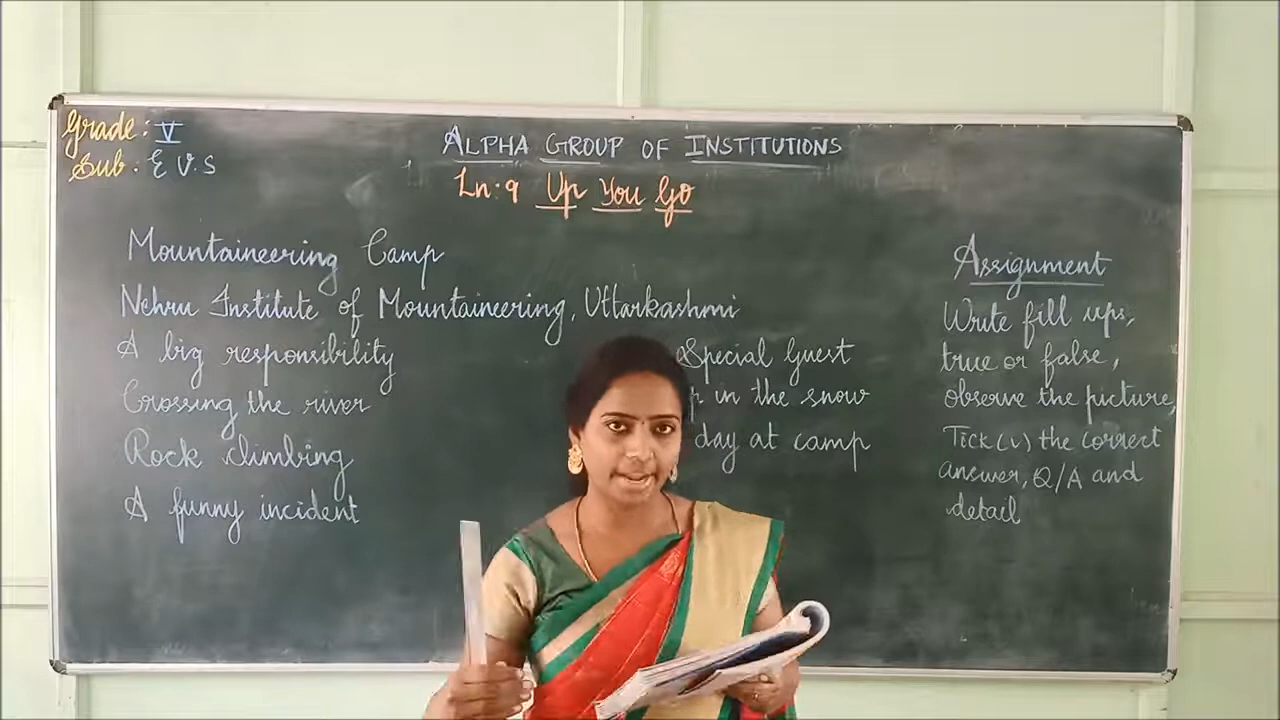 Grade: V
Sub: E V.S
ALPHA GROUP OF INSTITUTIONS
Ln: 9 Up You Go
Mountaineering Camp
Nehru Institute of Mountaineering, Uttarkashmi
A big responsibility
Crossing the river
Rock climbing
A funny incident
Special Guest
in the snow
day at camp
Assignment
Write fill ups,
true or false,
observe the picture,
Tick (✓) the correct
answer, Q/A and
detail